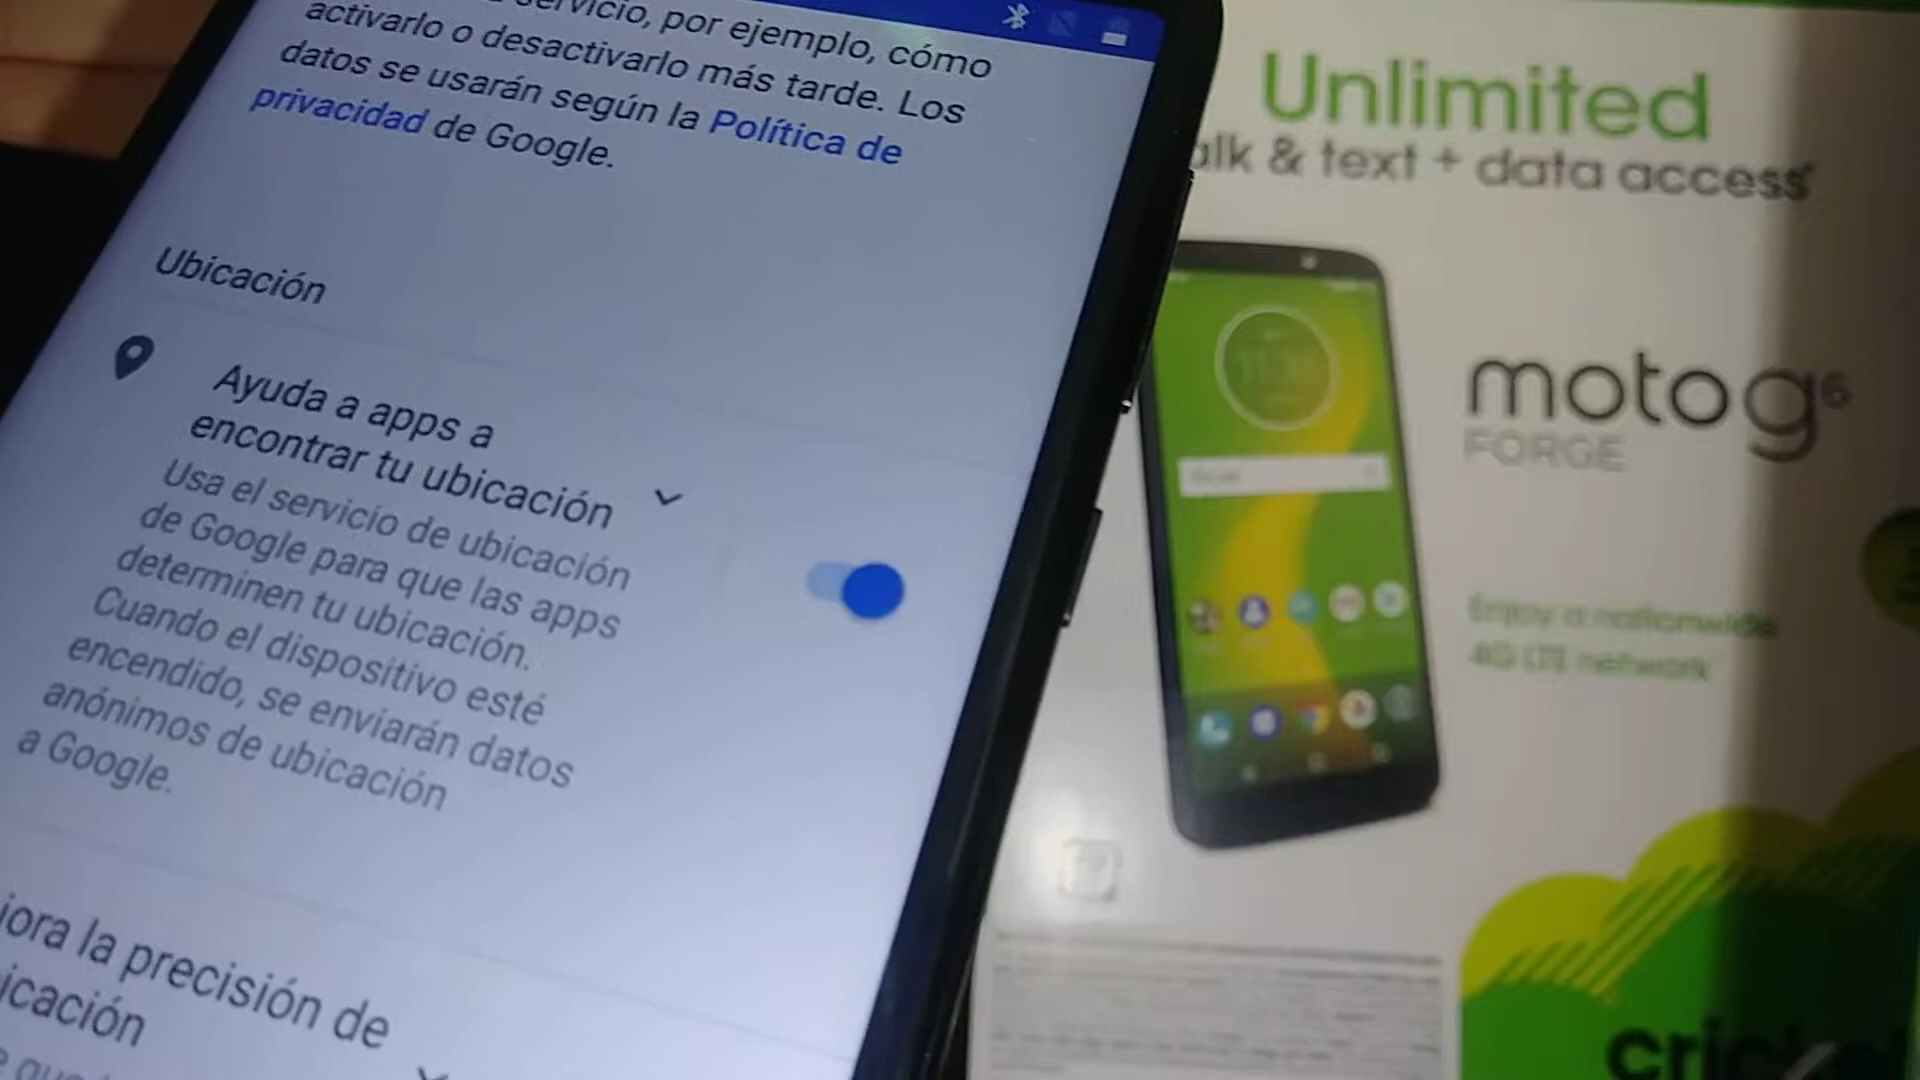 servicio, por ejemplo, cómo
activarlo o desactivarlo más tarde. Los
datos se usarán según la Política de
privacidad de Google.
Ubicación
Ayuda a apps a
encontrar tu ubicación
Usa el servicio de ubicación
de Google para que las apps
determinen tu ubicación.
Cuando el dispositivo esté
encendido, se enviarán datos
anónimos de ubicación
a Google.
jora la precisión de
icación
Unlimited
alk & text + data access*
moto g6
FORGE
Enjoy a nationwide
4G LTE network
cricket